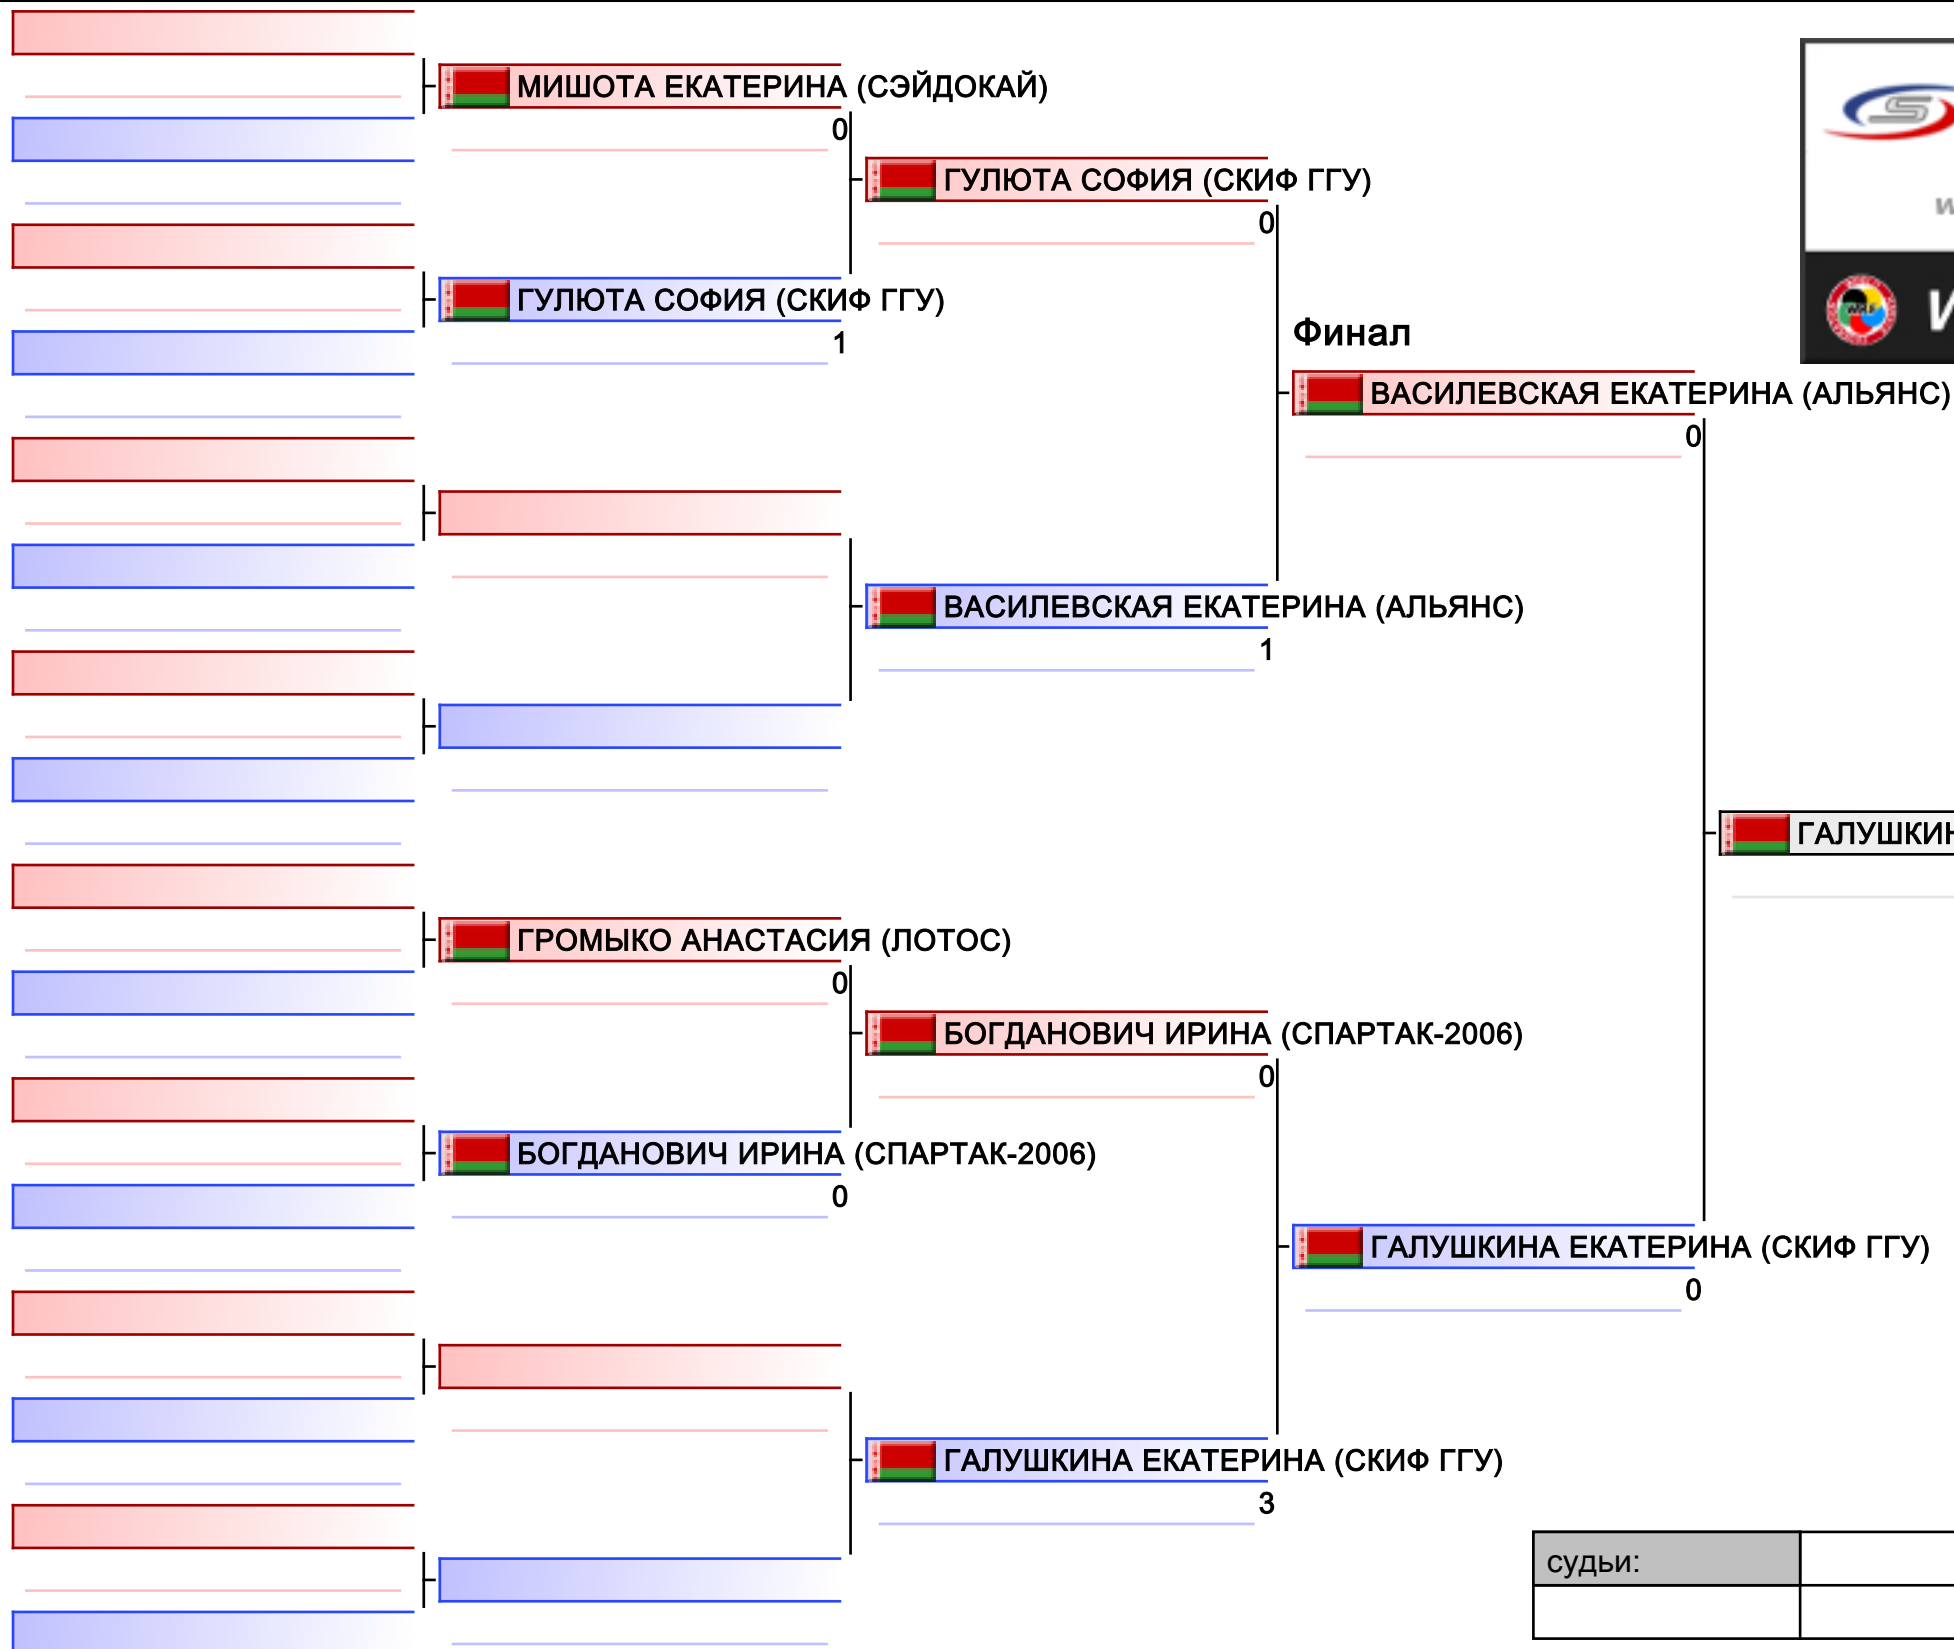 МИШОТА ЕКАТЕРИНА (СЭЙДОКАЙ)
0
ГУЛЮТА СОФИЯ (СКИФ ГГУ)
0
ГУЛЮТА СОФИЯ (СКИФ ГГУ)
1
Финал
ВАСИЛЕВСКАЯ ЕКАТЕРИНА (АЛЬЯНС)
0
ВАСИЛЕВСКАЯ ЕКАТЕРИНА (АЛЬЯНС)
1
ГАЛУШКИН
ГРОМЫКО АНАСТАСИЯ (ЛОТОС)
0
БОГДАНОВИЧ ИРИНА (СПАРТАК-2006)
0
БОГДАНОВИЧ ИРИНА (СПАРТАК-2006)
0
ГАЛУШКИНА ЕКАТЕРИНА (СКИФ ГГУ)
0
ГАЛУШКИНА ЕКАТЕРИНА (СКИФ ГГУ)
3
судьи: